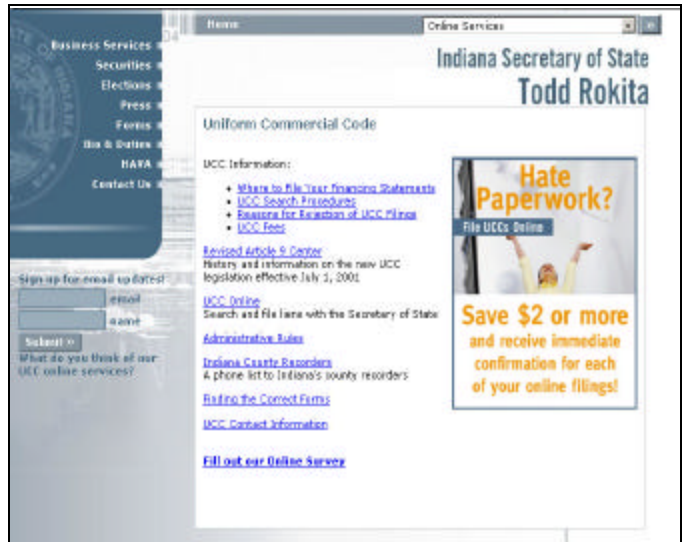 Home
Online Services
Business Services
Securities
Elections
Press
Forms
Bio & Duties
HAVA
Contact Us
04
Indiana Secretary of State
Todd Rokita
Uniform Commercial Code
UCC Information:
Where to File Your Financing Statements
UCC Search Procedures
Reasons for Rejection of UCC Filings
UCC Fees
Revised Article 9 Center
History and information on the new UCC
legislation effective July 1, 2001
UCC Online
Search and file liens with the Secretary of State
Administrative Rules
Indiana County Recorders
A phone list to Indiana's county recorders
Finding the Correct Forms
UCC Contact Information
Fill out our Online Survey
Hate
Paperwork?
File UCCs Online
Save $2 or more
and receive immediate
confirmation for each
of your online filings!
Sign up for email updates!
email
name
Submit »
What do you think of our
UCC online services?